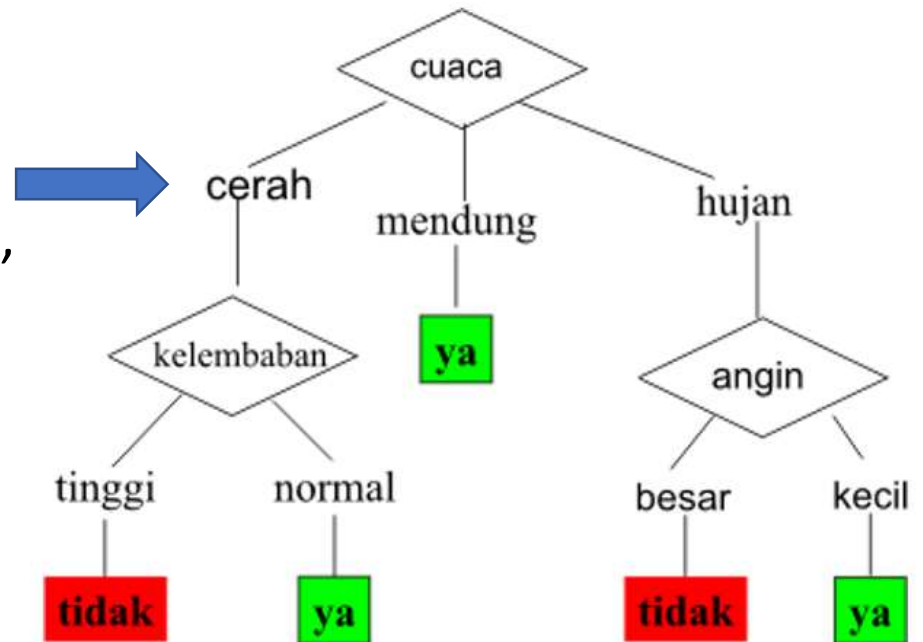 cuaca
cerah
mendung
hujan
,
kelembaban
ya
angin
tinggi
normal
besar
kecil
tidak
ya
tidak
ya